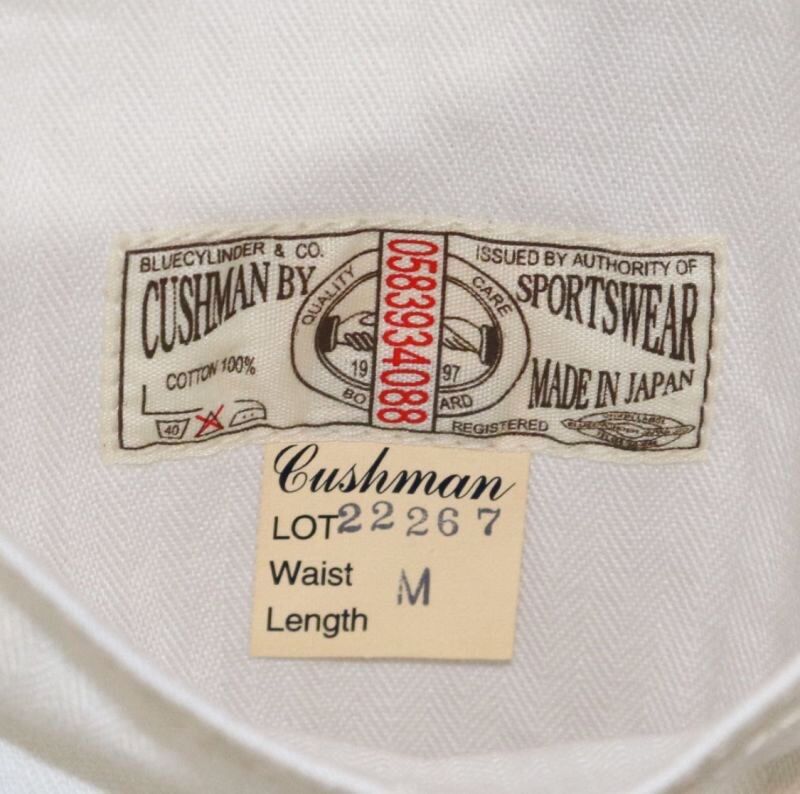 BLUECYLINDER & CO.
CUSHMAN BY
COTTON 100%
40
QUALITY
CARE
19 97
BO ARD
0583934088
ISSUED BY AUTHORITY OF
SPORTSWEAR
MADE IN JAPAN
REGISTERED
Cushman
LOT 22267
Waist M
Length